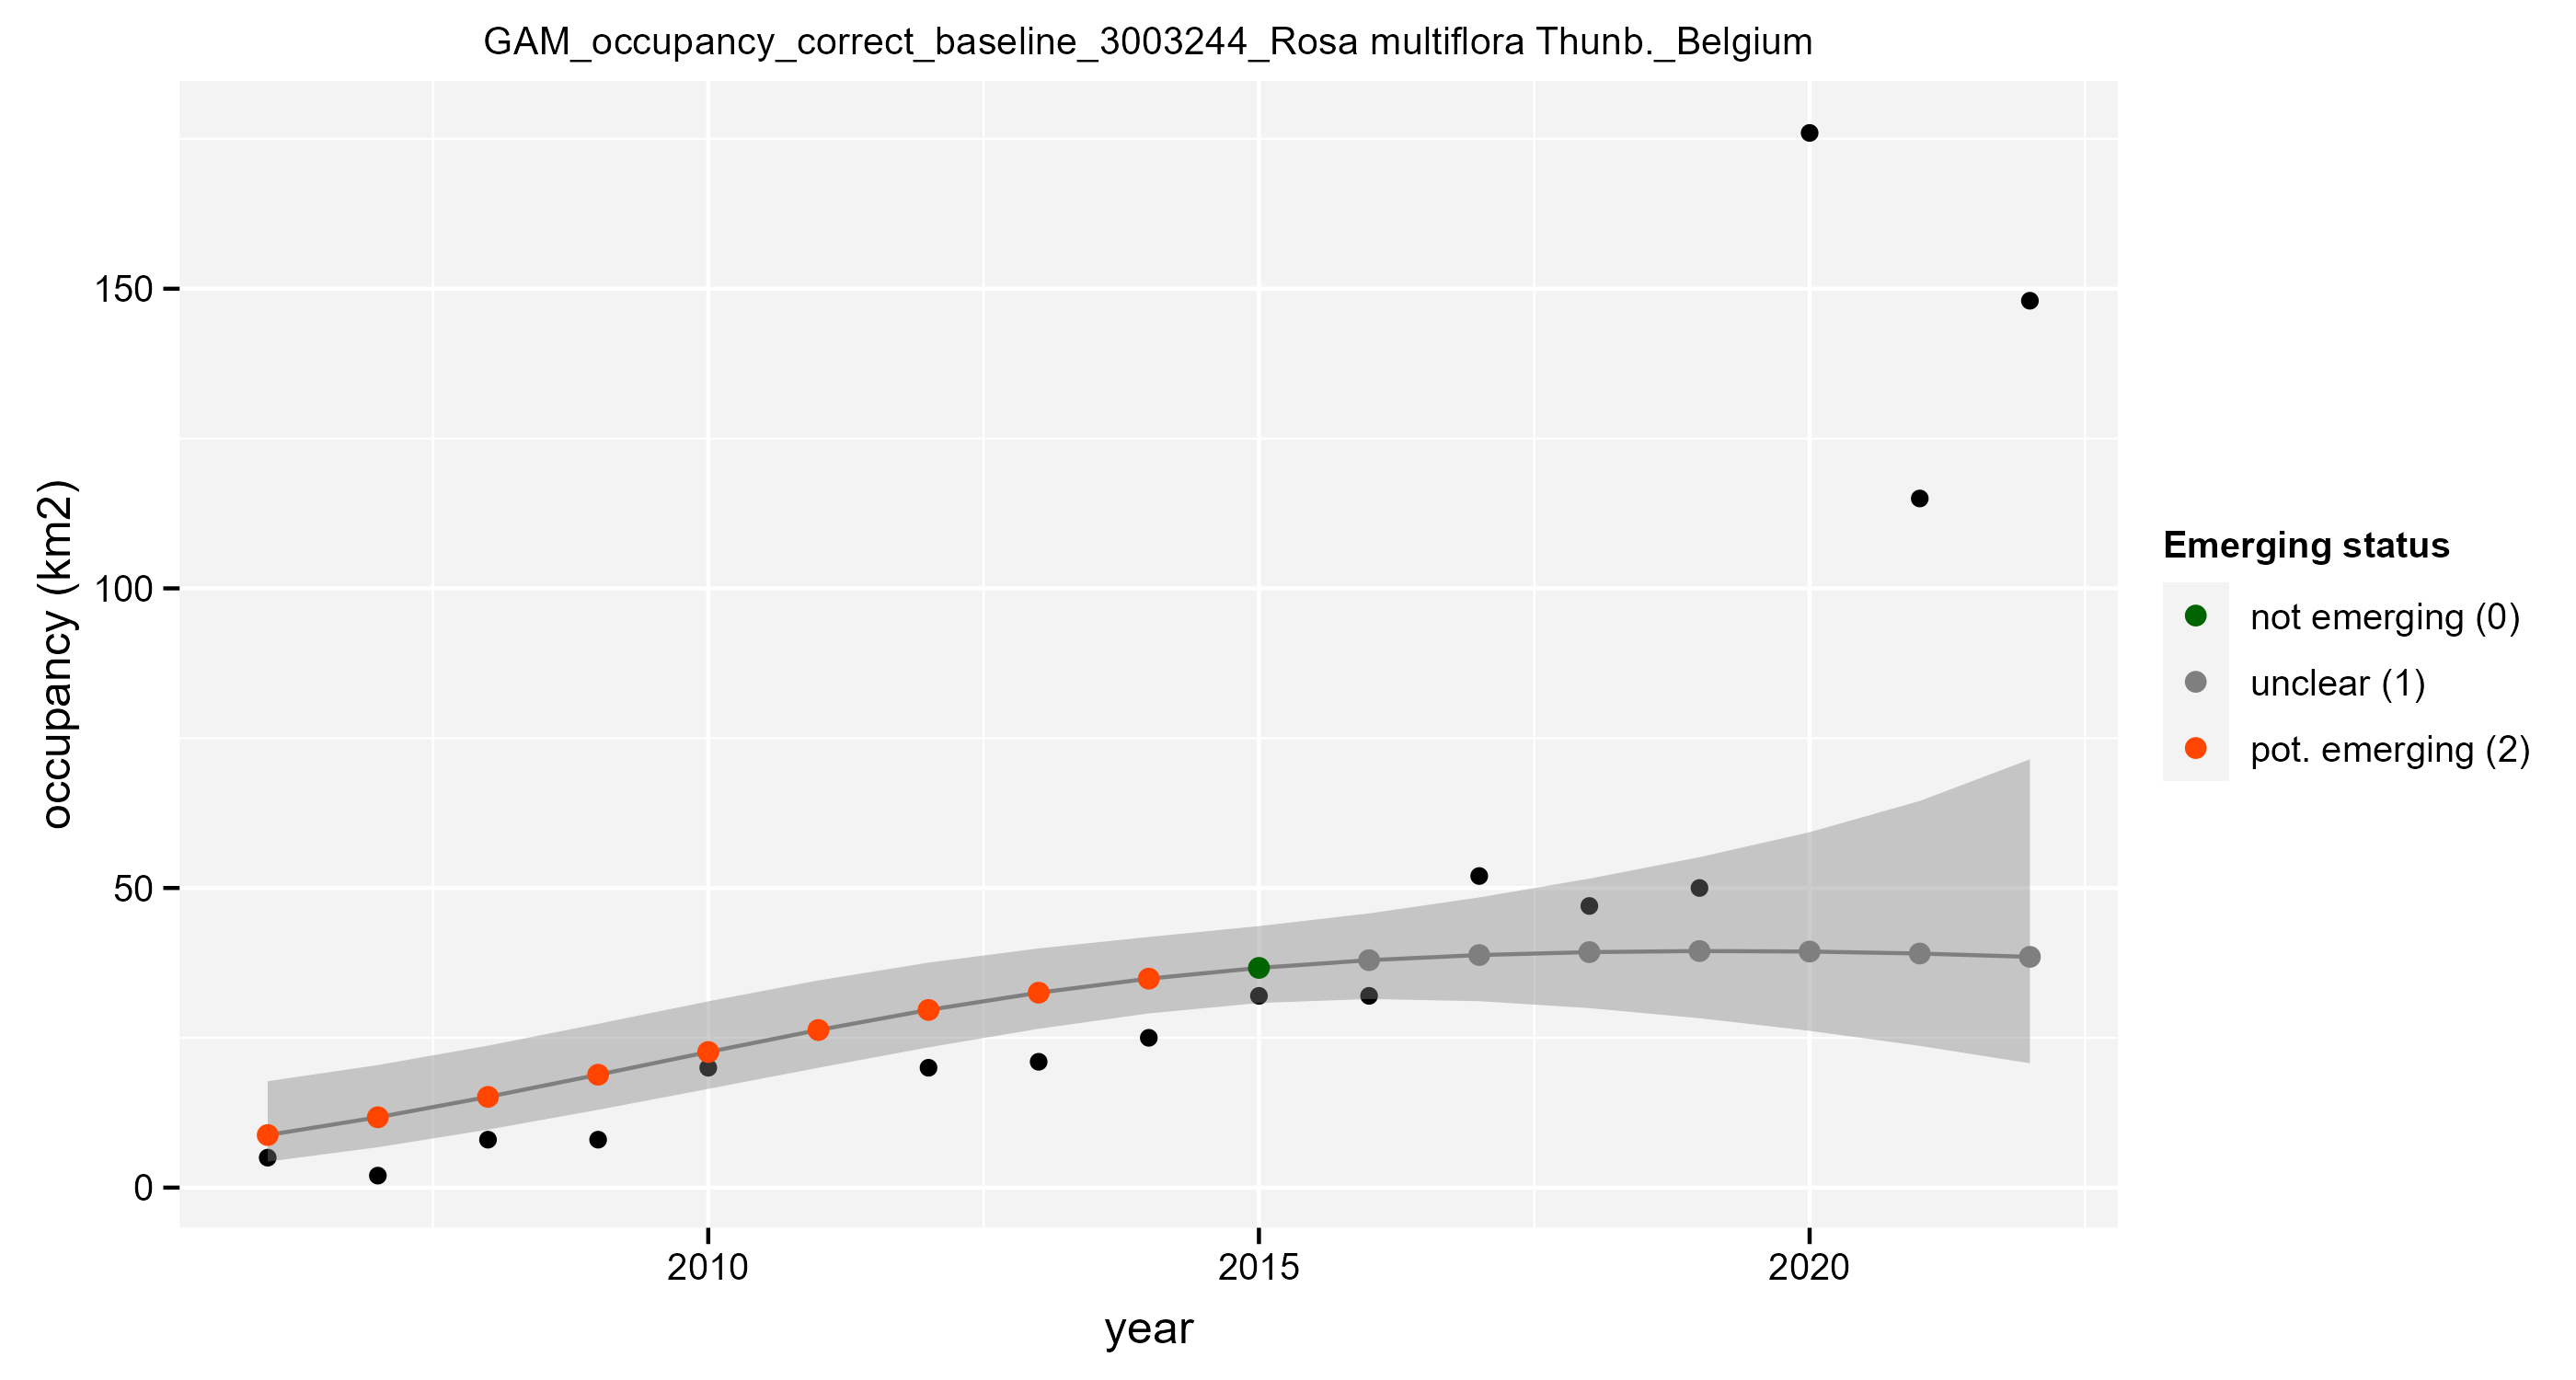 GAM_occupancy_correct_baseline_3003244_Rosa multiflora Thunb._Belgium
occupancy (km2)
150
100
50
0
2010
2015
2020
year
Emerging status
not emerging (0)
unclear (1)
pot. emerging (2)